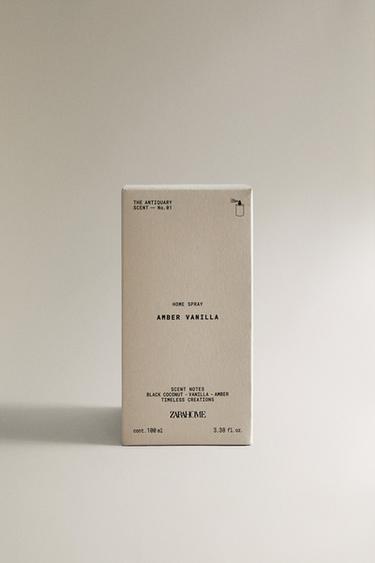 THE ANTIQUARY
SCENT — No.01
HOME SPRAY
AMBER VANILLA
SCENT NOTES
BLACK COCONUT - VANILLA - AMBER
TIMELESS CREATIONS
ZARAHOME
cont. 100 ml 3.38 fl. oz.